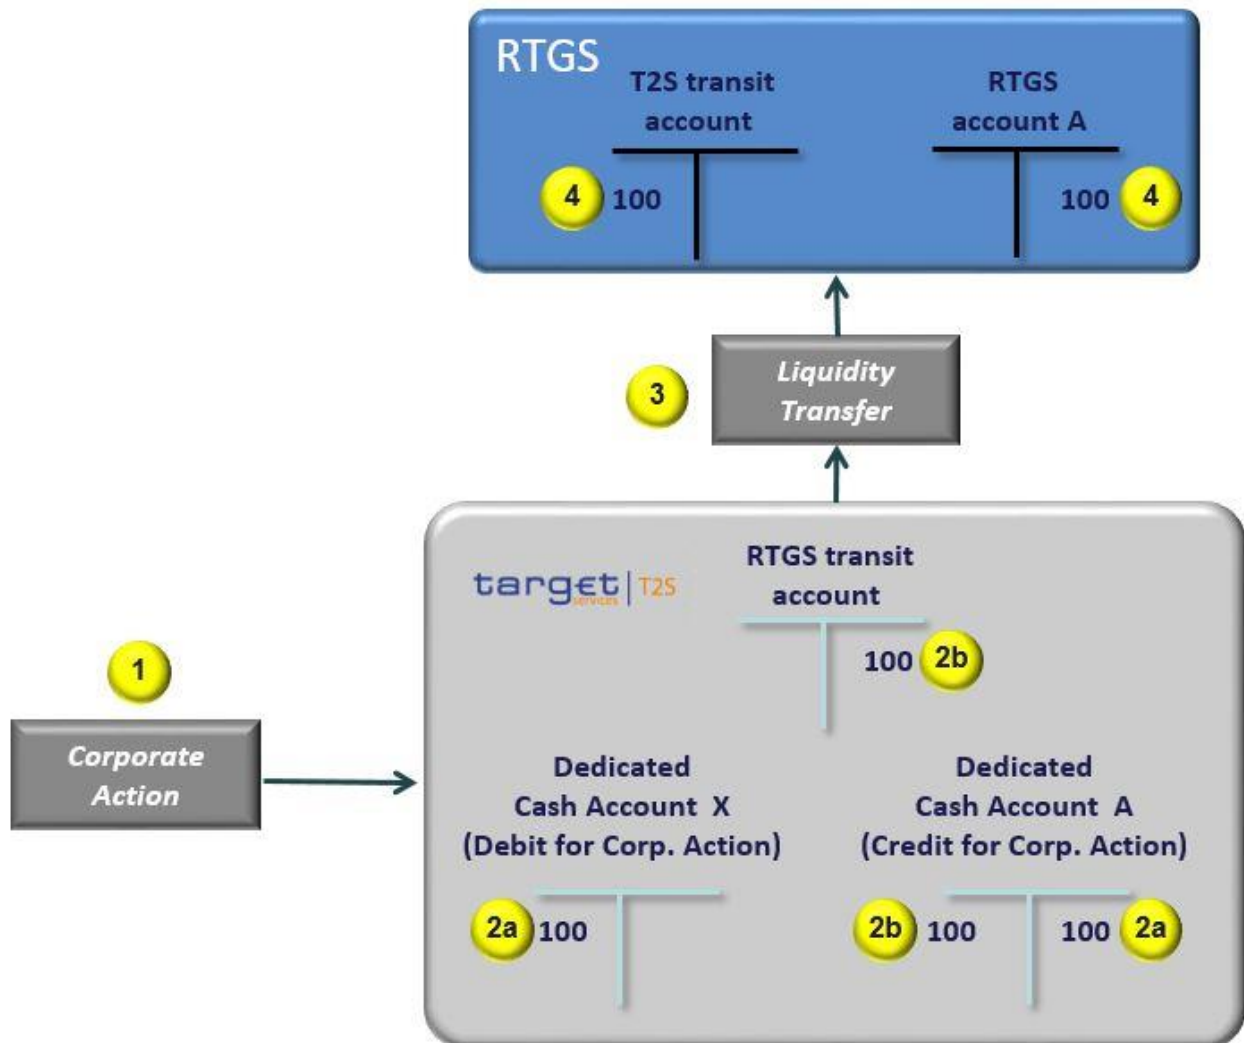 RTGS
T2S transit
account
RTGS
account A
4 100
100 4
3
Liquidity
Transfer
RTGS transit
account
target services | T2S
100 2b
1
Corporate
Action
Dedicated
Cash Account X
(Debit for Corp. Action)
Dedicated
Cash Account A
(Credit for Corp. Action)
2a 100
2b 100
100 2a